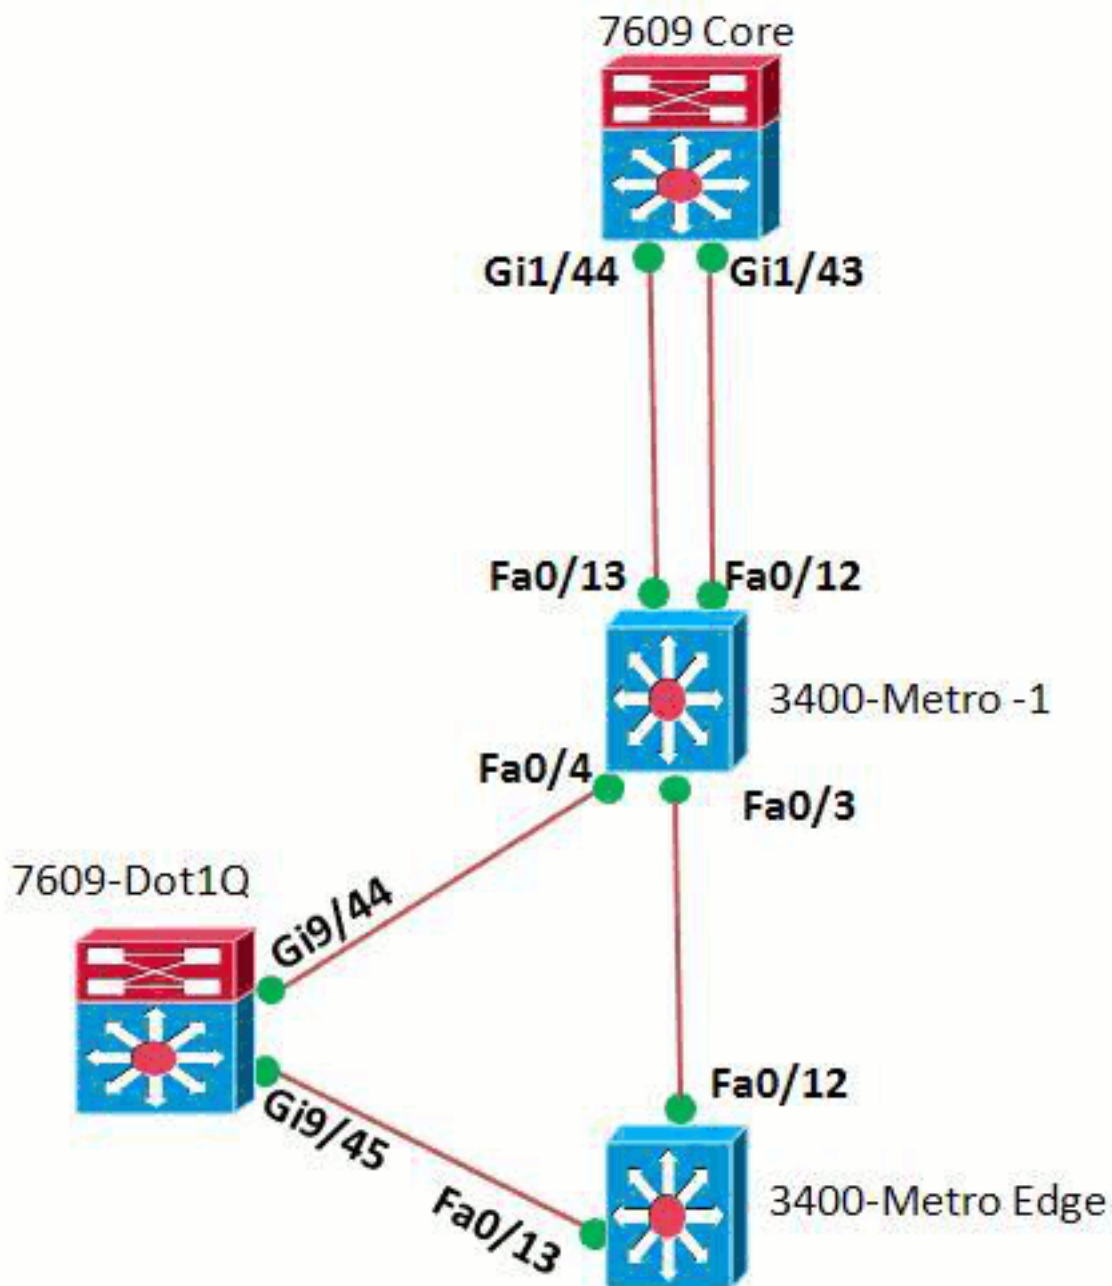 7609 Core
Gi1/44
Gi1/43
Fa0/13
Fa0/12
3400-Metro -1
Fa0/4
Fa0/3
7609-Dot1Q
Gi9/44
Fa0/12
Gi9/45
Fa0/13
3400-Metro Edge